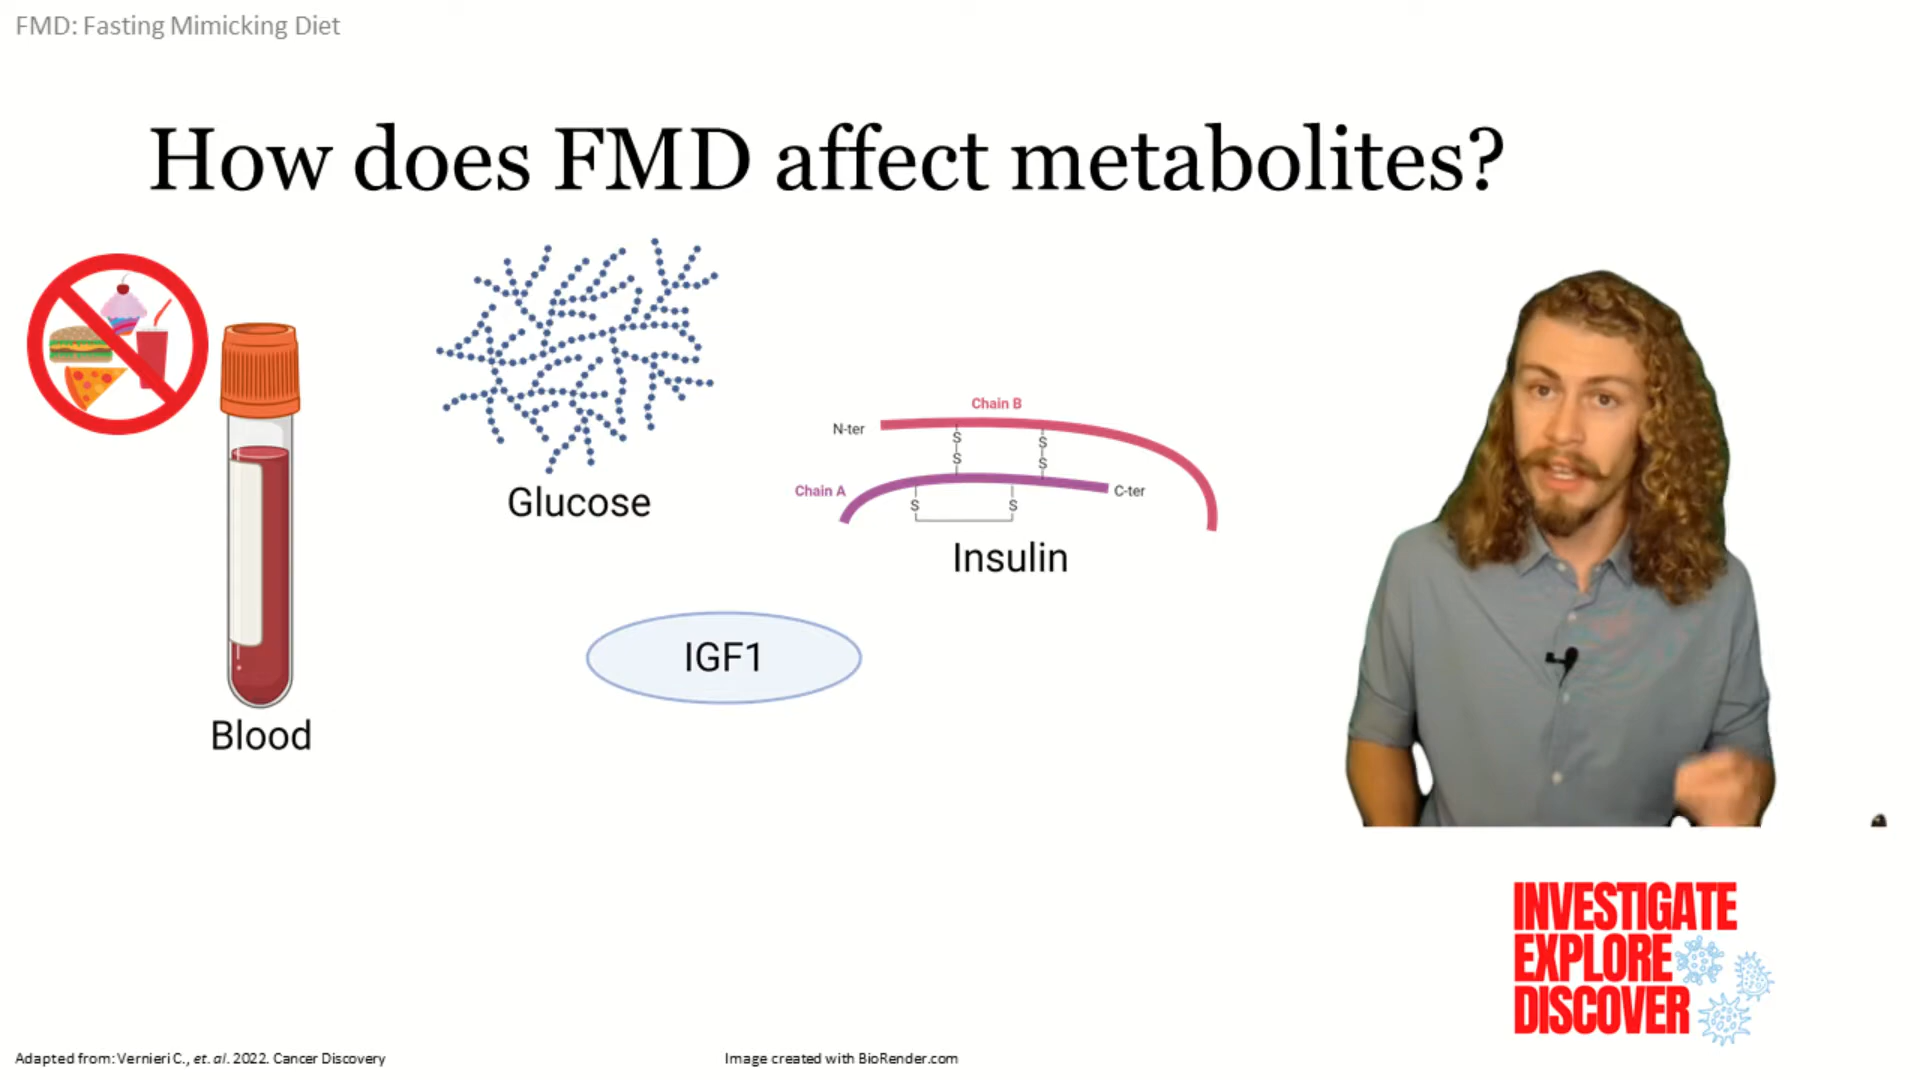 FMD: Fasting Mimicking Diet
How does FMD affect metabolites?
Glucose
Chain B
N-ter
S
S
S
S
Chain A
C-ter
S
S
Insulin
IGF1
Blood
INVESTIGATE
EXPLORE
DISCOVER
Adapted from: Vernieri C., et. al. 2022. Cancer Discovery
Image created with BioRender.com